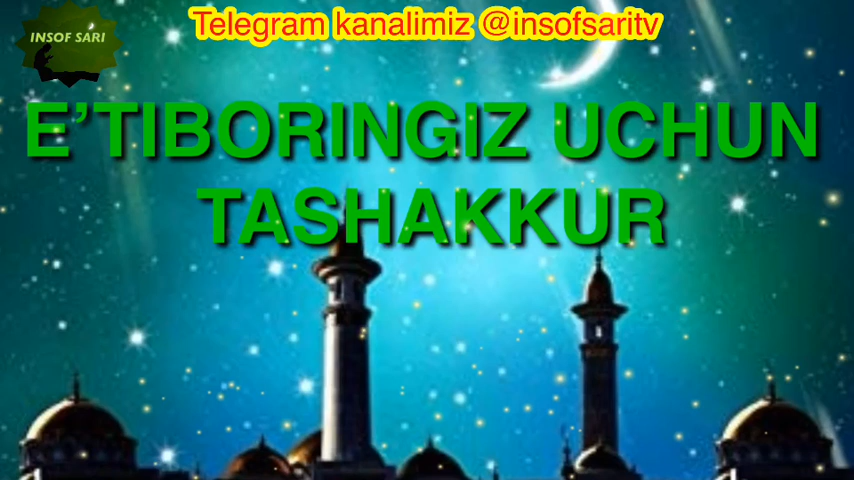 Telegram kanalimiz @insofsaritv
INSOF SARI
E’TIBORINGIZ UCHUN
TASHAKKUR